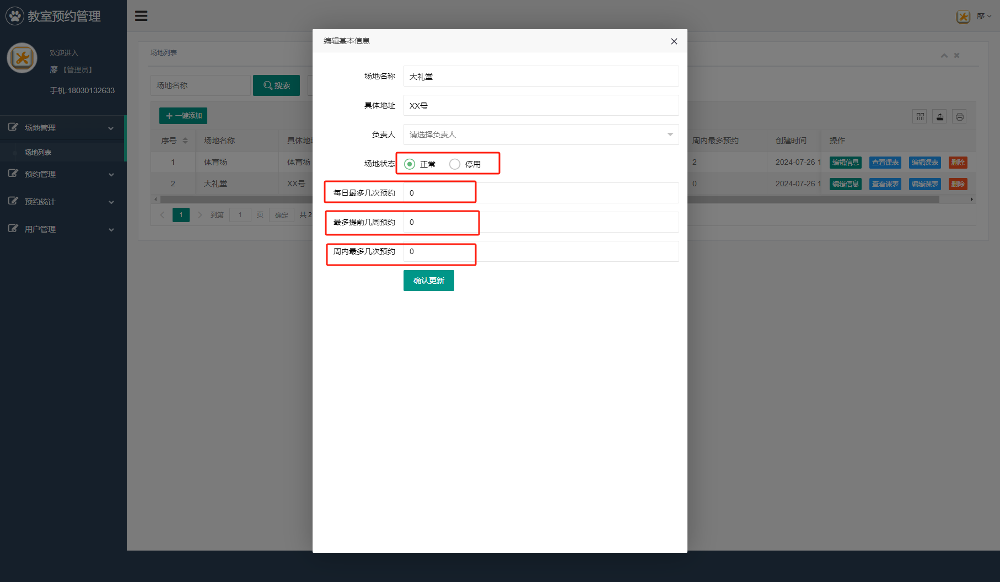 教室预约管理
廖
欢迎进入
廖 【管理员】
手机:18030132633
场地管理
场地列表
预约管理
预约统计
用户管理
场地列表
场地名称 搜索
一键添加
序号 场地名称 具体地 周内最多预约 创建时间 操作
1 体育场 体育场 2 2024-07-26 1 编辑信息 查看课表 编辑课表 删除
2 大礼堂 XX号 0 2024-07-26 1 编辑信息 查看课表 编辑课表 删除
1 到第 1 页 确定 共 2
编辑基本信息
场地名称 大礼堂
具体地址 XX号
负责人 请选择负责人
场地状态 正常 停用
每日最多几次预约 0
最多提前几周预约 0
周内最多几次预约 0
确认更新